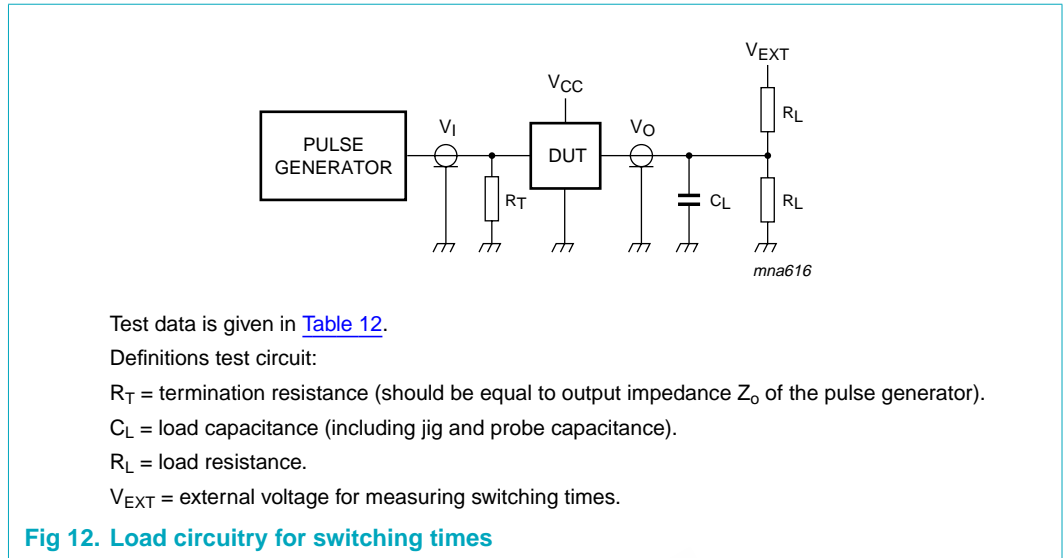 VEXT
VCC
RL
VI
VO
PULSE
GENERATOR
DUT
RT
CL
RL
mna616
Test data is given in Table 12.
Definitions test circuit:
RT = termination resistance (should be equal to output impedance Zo of the pulse generator).
CL = load capacitance (including jig and probe capacitance).
RL = load resistance.
VEXT = external voltage for measuring switching times.
Fig 12. Load circuitry for switching times